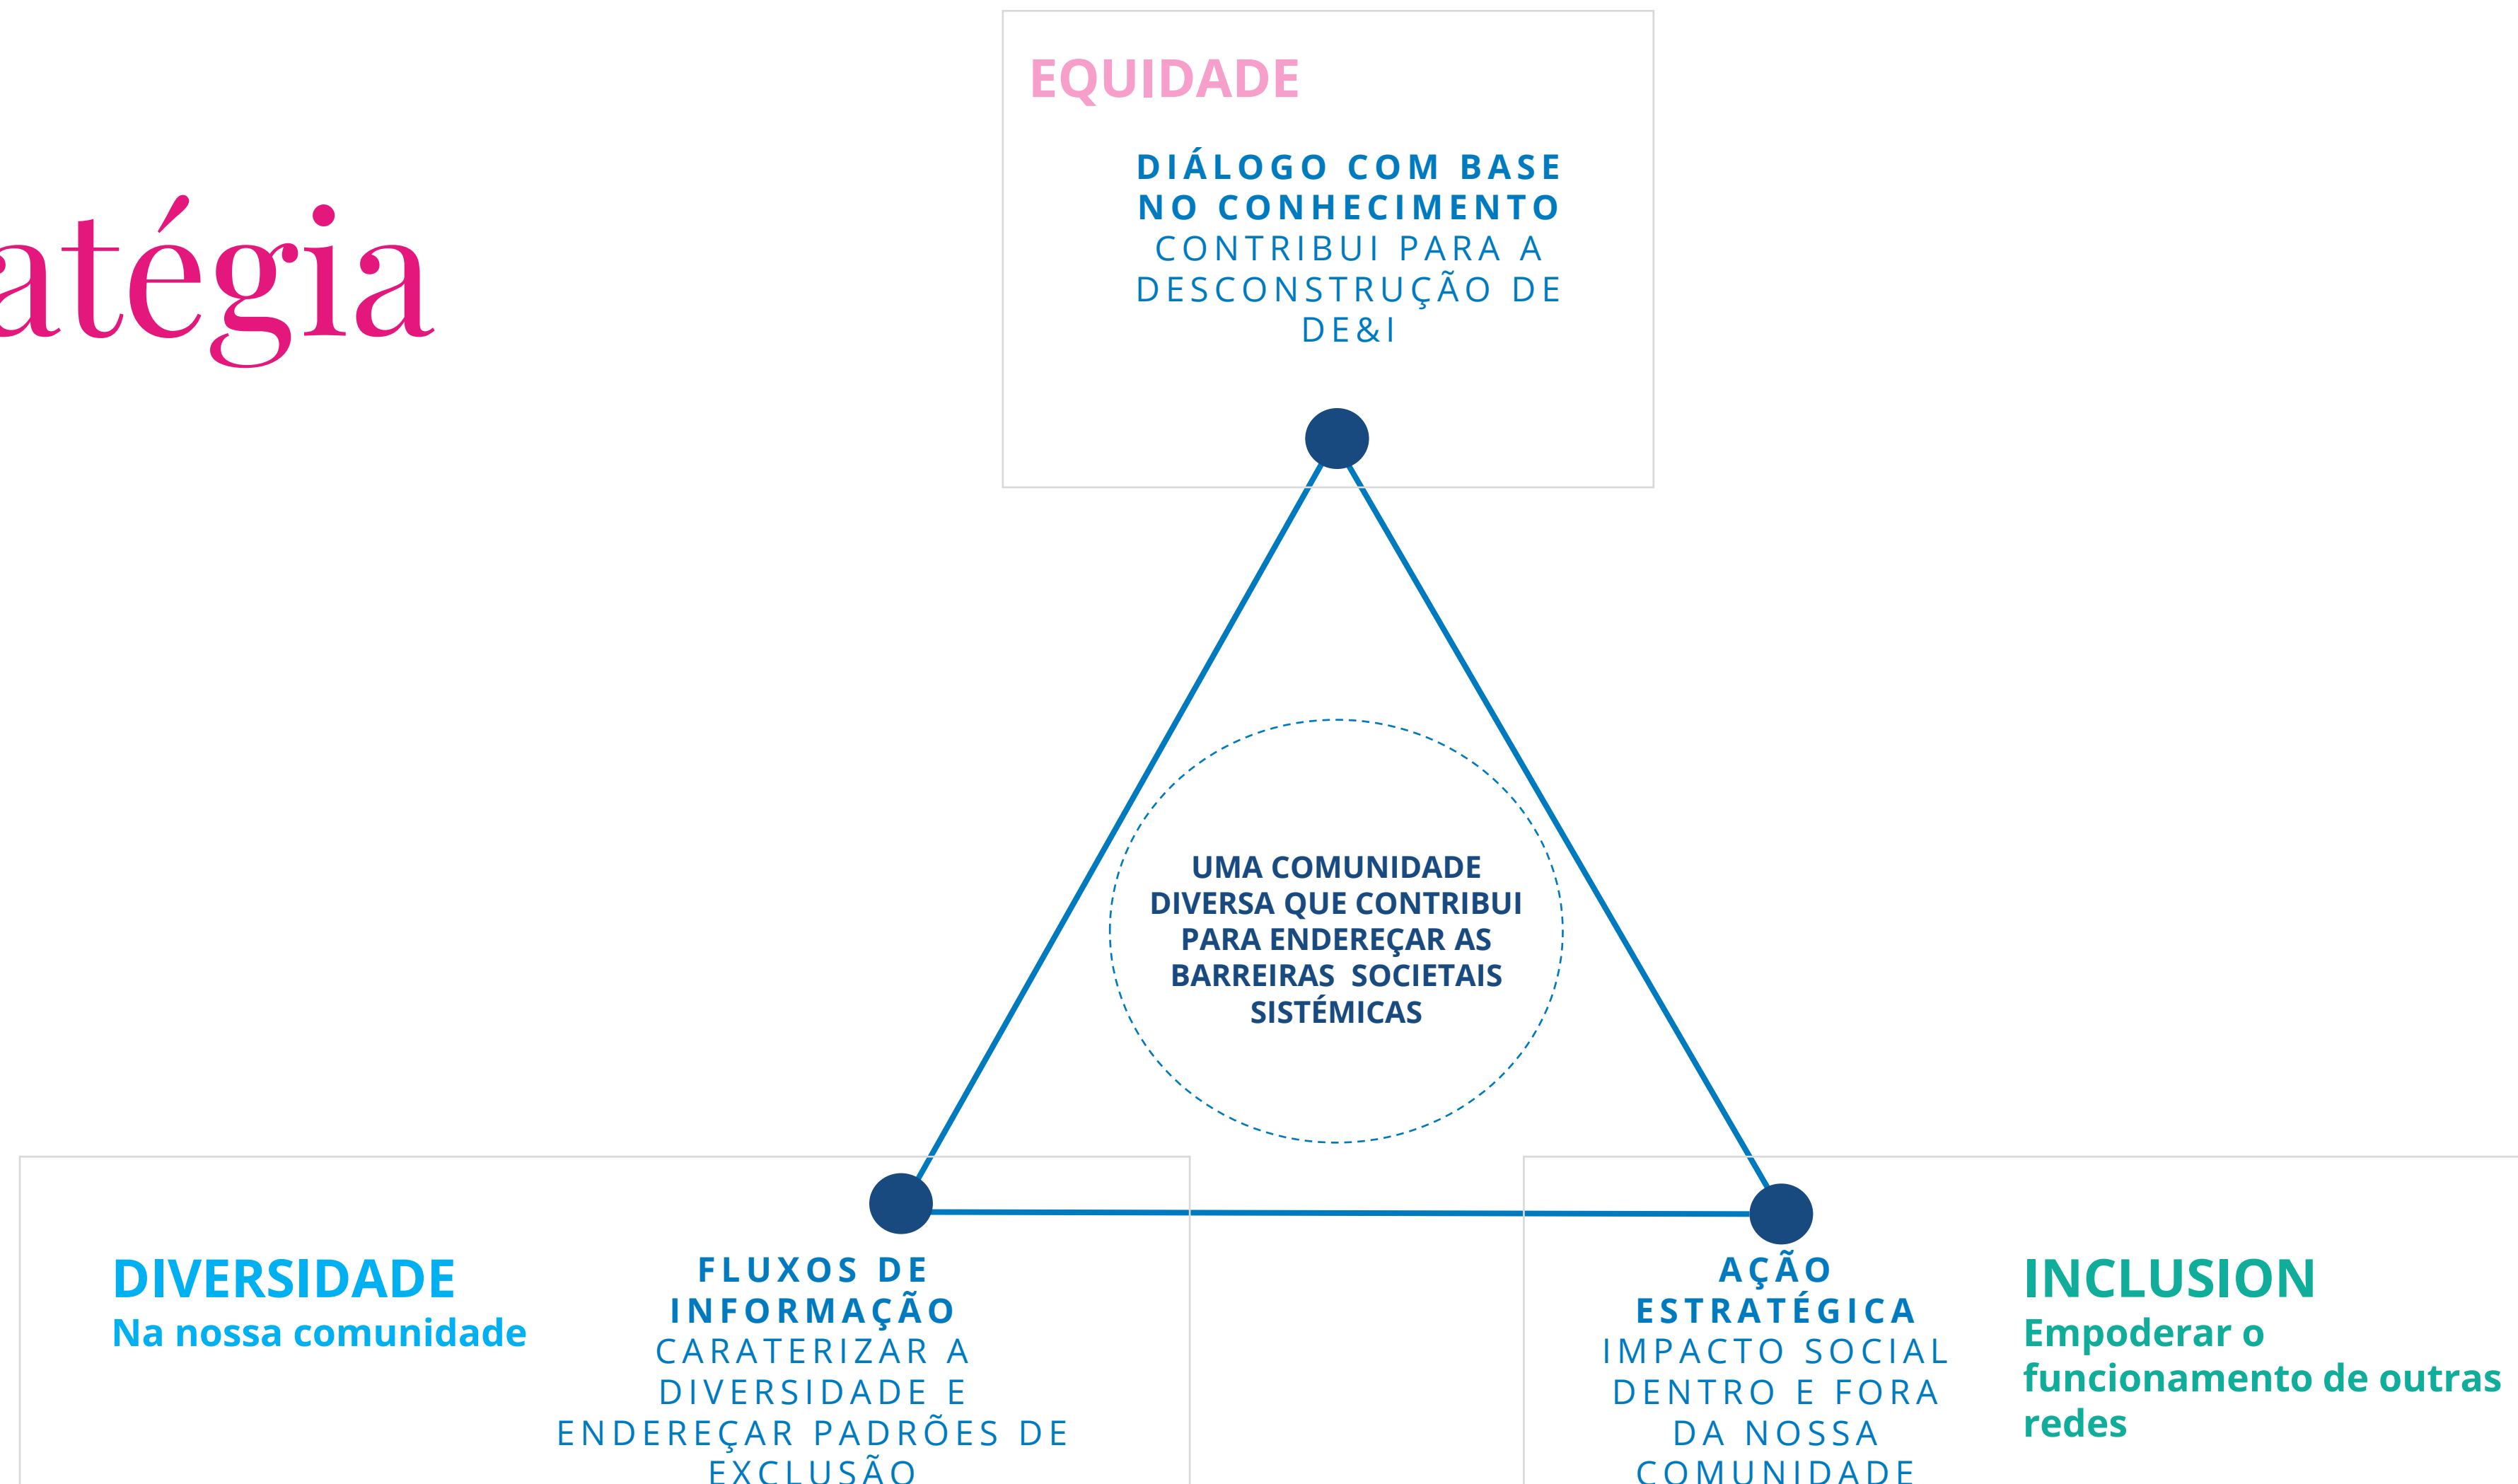 EQUIDADE
DIÁLOGO COM BASE
NO CONHECIMENTO
CONTRIBUI PARA A
DESCONSTRUÇÃO DE
DE&I
atégia
UMA COMUNIDADE
DIVERSA QUE CONTRIBUI
PARA ENDEREÇAR AS
BARREIRAS SOCIETAIS
SISTÉMICAS
DIVERSIDADE
Na nossa comunidade
FLUXOS DE
INFORMAÇÃO
CARATERIZAR A
DIVERSIDADE E
ENDEREÇAR PADRÕES DE
EXCLUSÃO
AÇÃO
ESTRATÉGICA
IMPACTO SOCIAL
DENTRO E FORA
DA NOSSA
COMUNIDADE
INCLUSION
Empoderar o
funcionamento de outras
redes